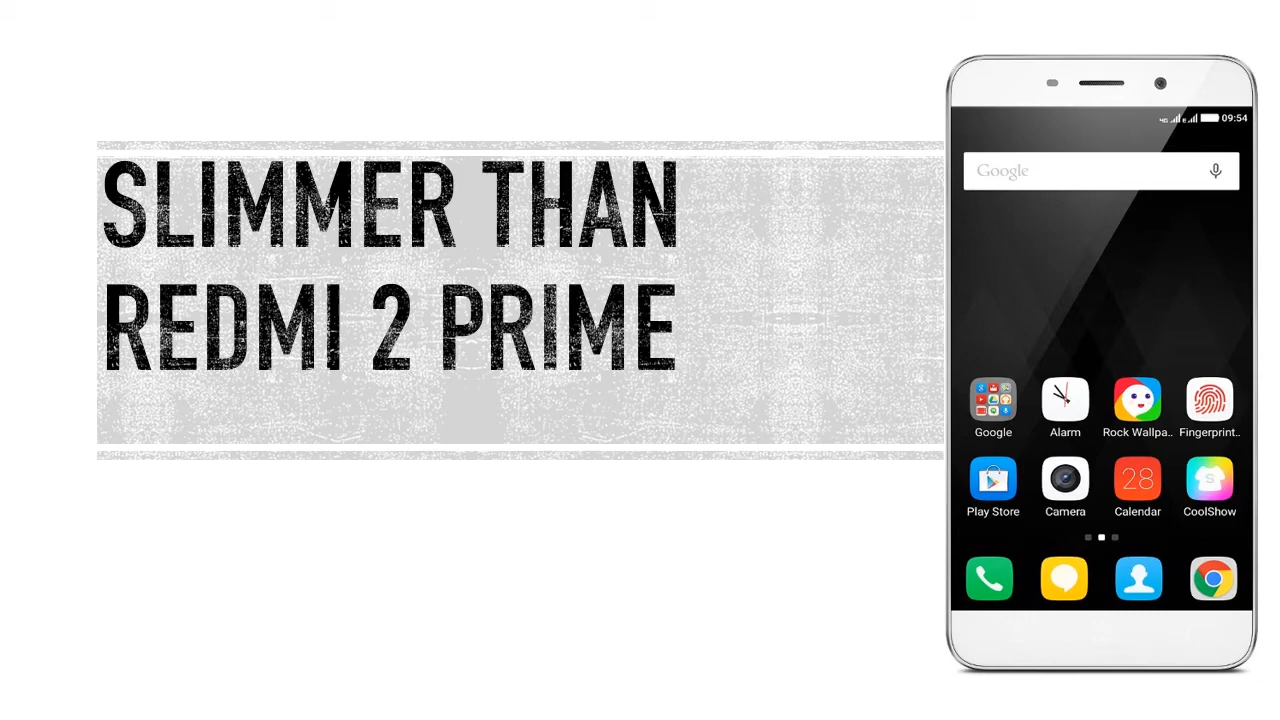 SLIMMER THAN
REDMI 2 PRIME
4G E 09:54
Google
Google Alarm Rock Wallpa.. Fingerprint..
28 S
Play Store Camera Calendar CoolShow